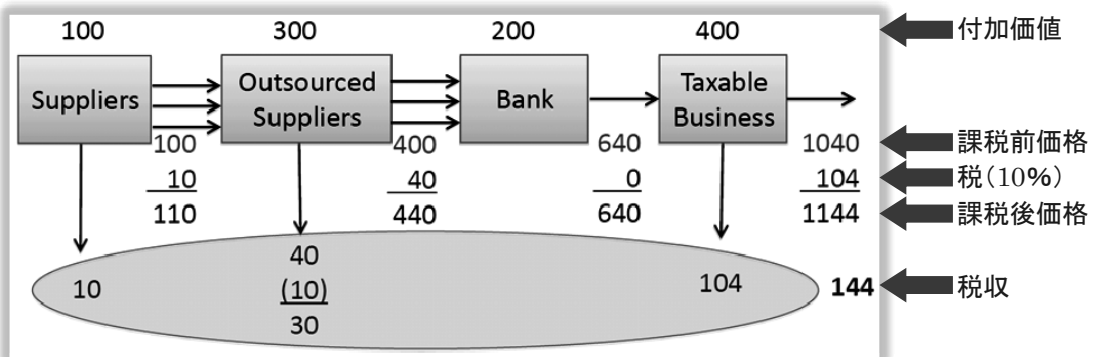 100 300 200 400 付加価値
Suppliers
Outsourced
Suppliers
Bank
Taxable
Business
100 400 640 1040 課税前価格
10 40 0 104 税(10%)
110 440 640 1144 課税後価格
40
10 (10) 104 144 税収
30